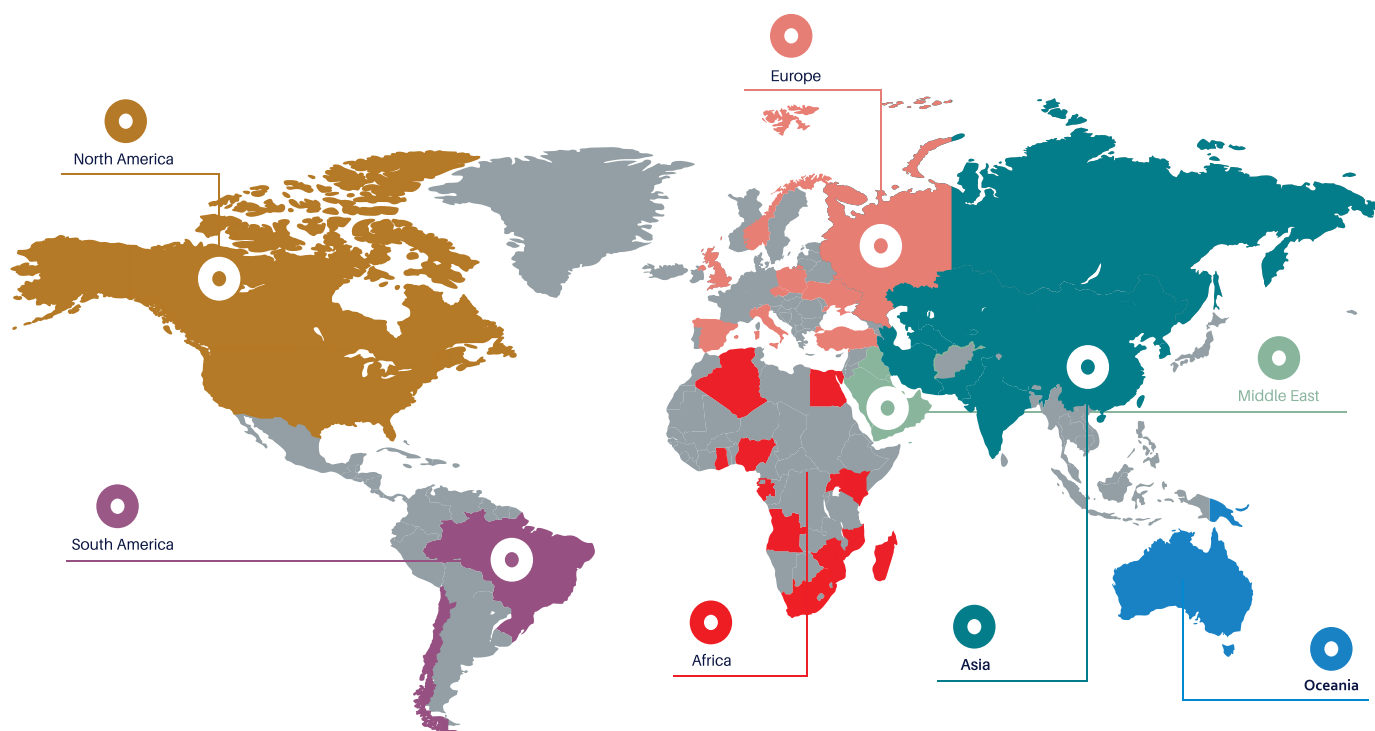 Europe
North America
Middle East
South America
Africa
Asia
Oceania